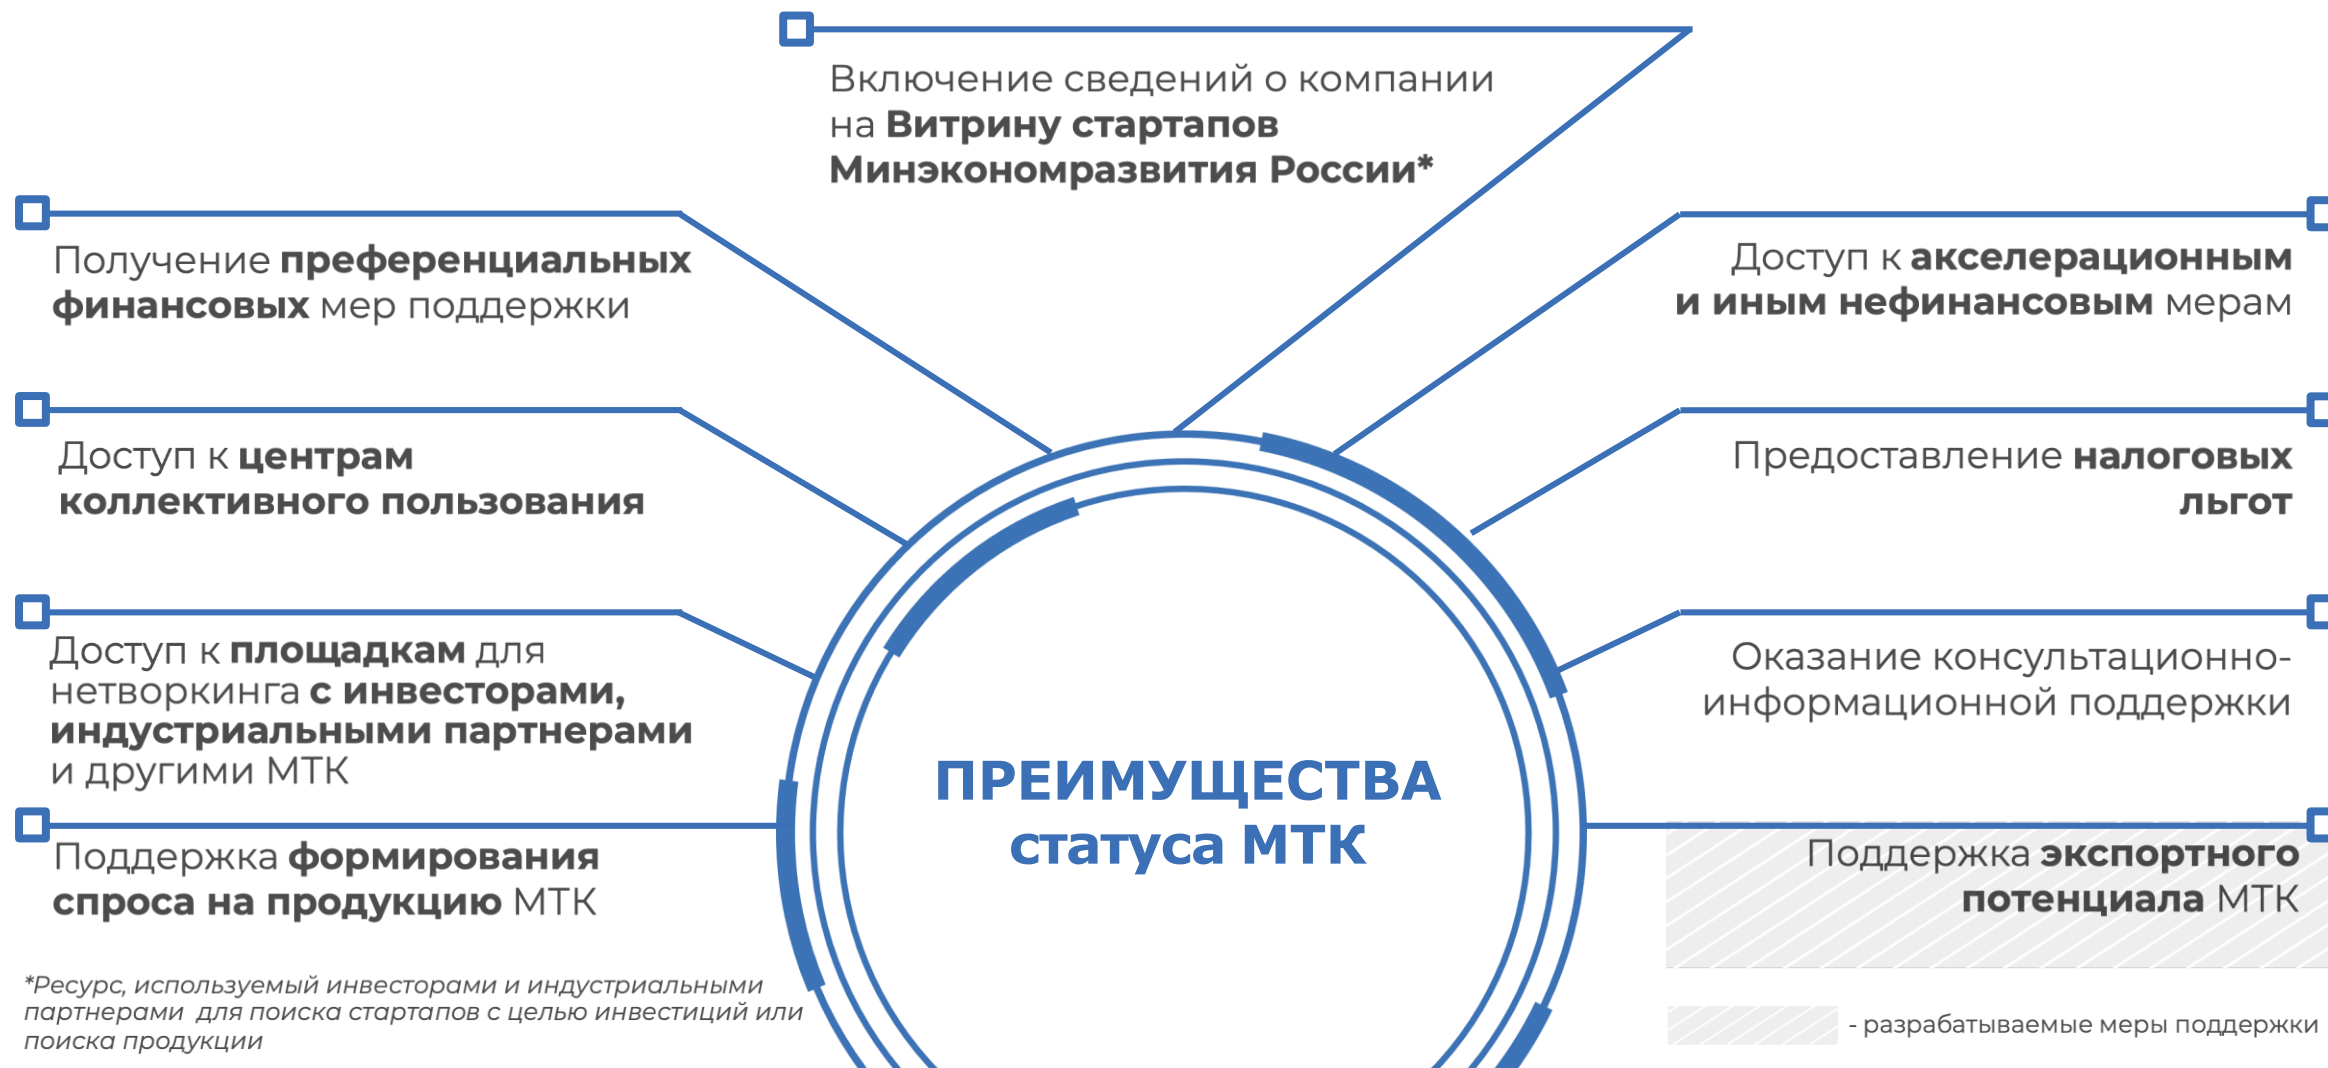 Включение сведений о компании
на Витрину стартапов
Минэкономразвития России*
Получение преференциальных
финансовых мер поддержки
Доступ к центрам
коллективного пользования
Доступ к площадкам для
нетворкинга с инвесторами,
индустриальными партнерами
и другими МТК
Поддержка формирования
спроса на продукцию МТК
Доступ к акселерационным
и иным нефинансовым мерам
Предоставление налоговых
льгот
Оказание консультационно-
информационной поддержки
Поддержка экспортного
потенциала МТК
ПРЕИМУЩЕСТВА
статуса МТК
*Ресурс, используемый инвесторами и индустриальными
партнерами для поиска стартапов с целью инвестиций или
поиска продукции
- разрабатываемые меры поддержки